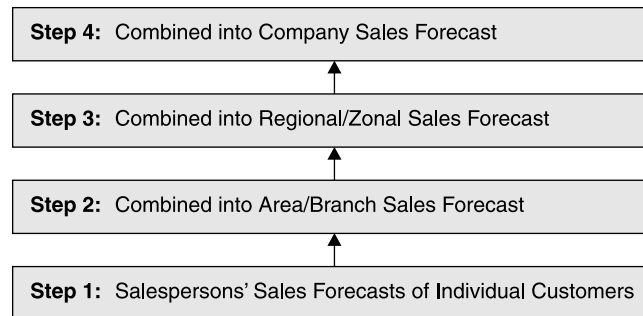 Step 4: Combined into Company Sales Forecast
Step 3: Combined into Regional/Zonal Sales Forecast
Step 2: Combined into Area/Branch Sales Forecast
Step 1: Salespersons’ Sales Forecasts of Individual Customers